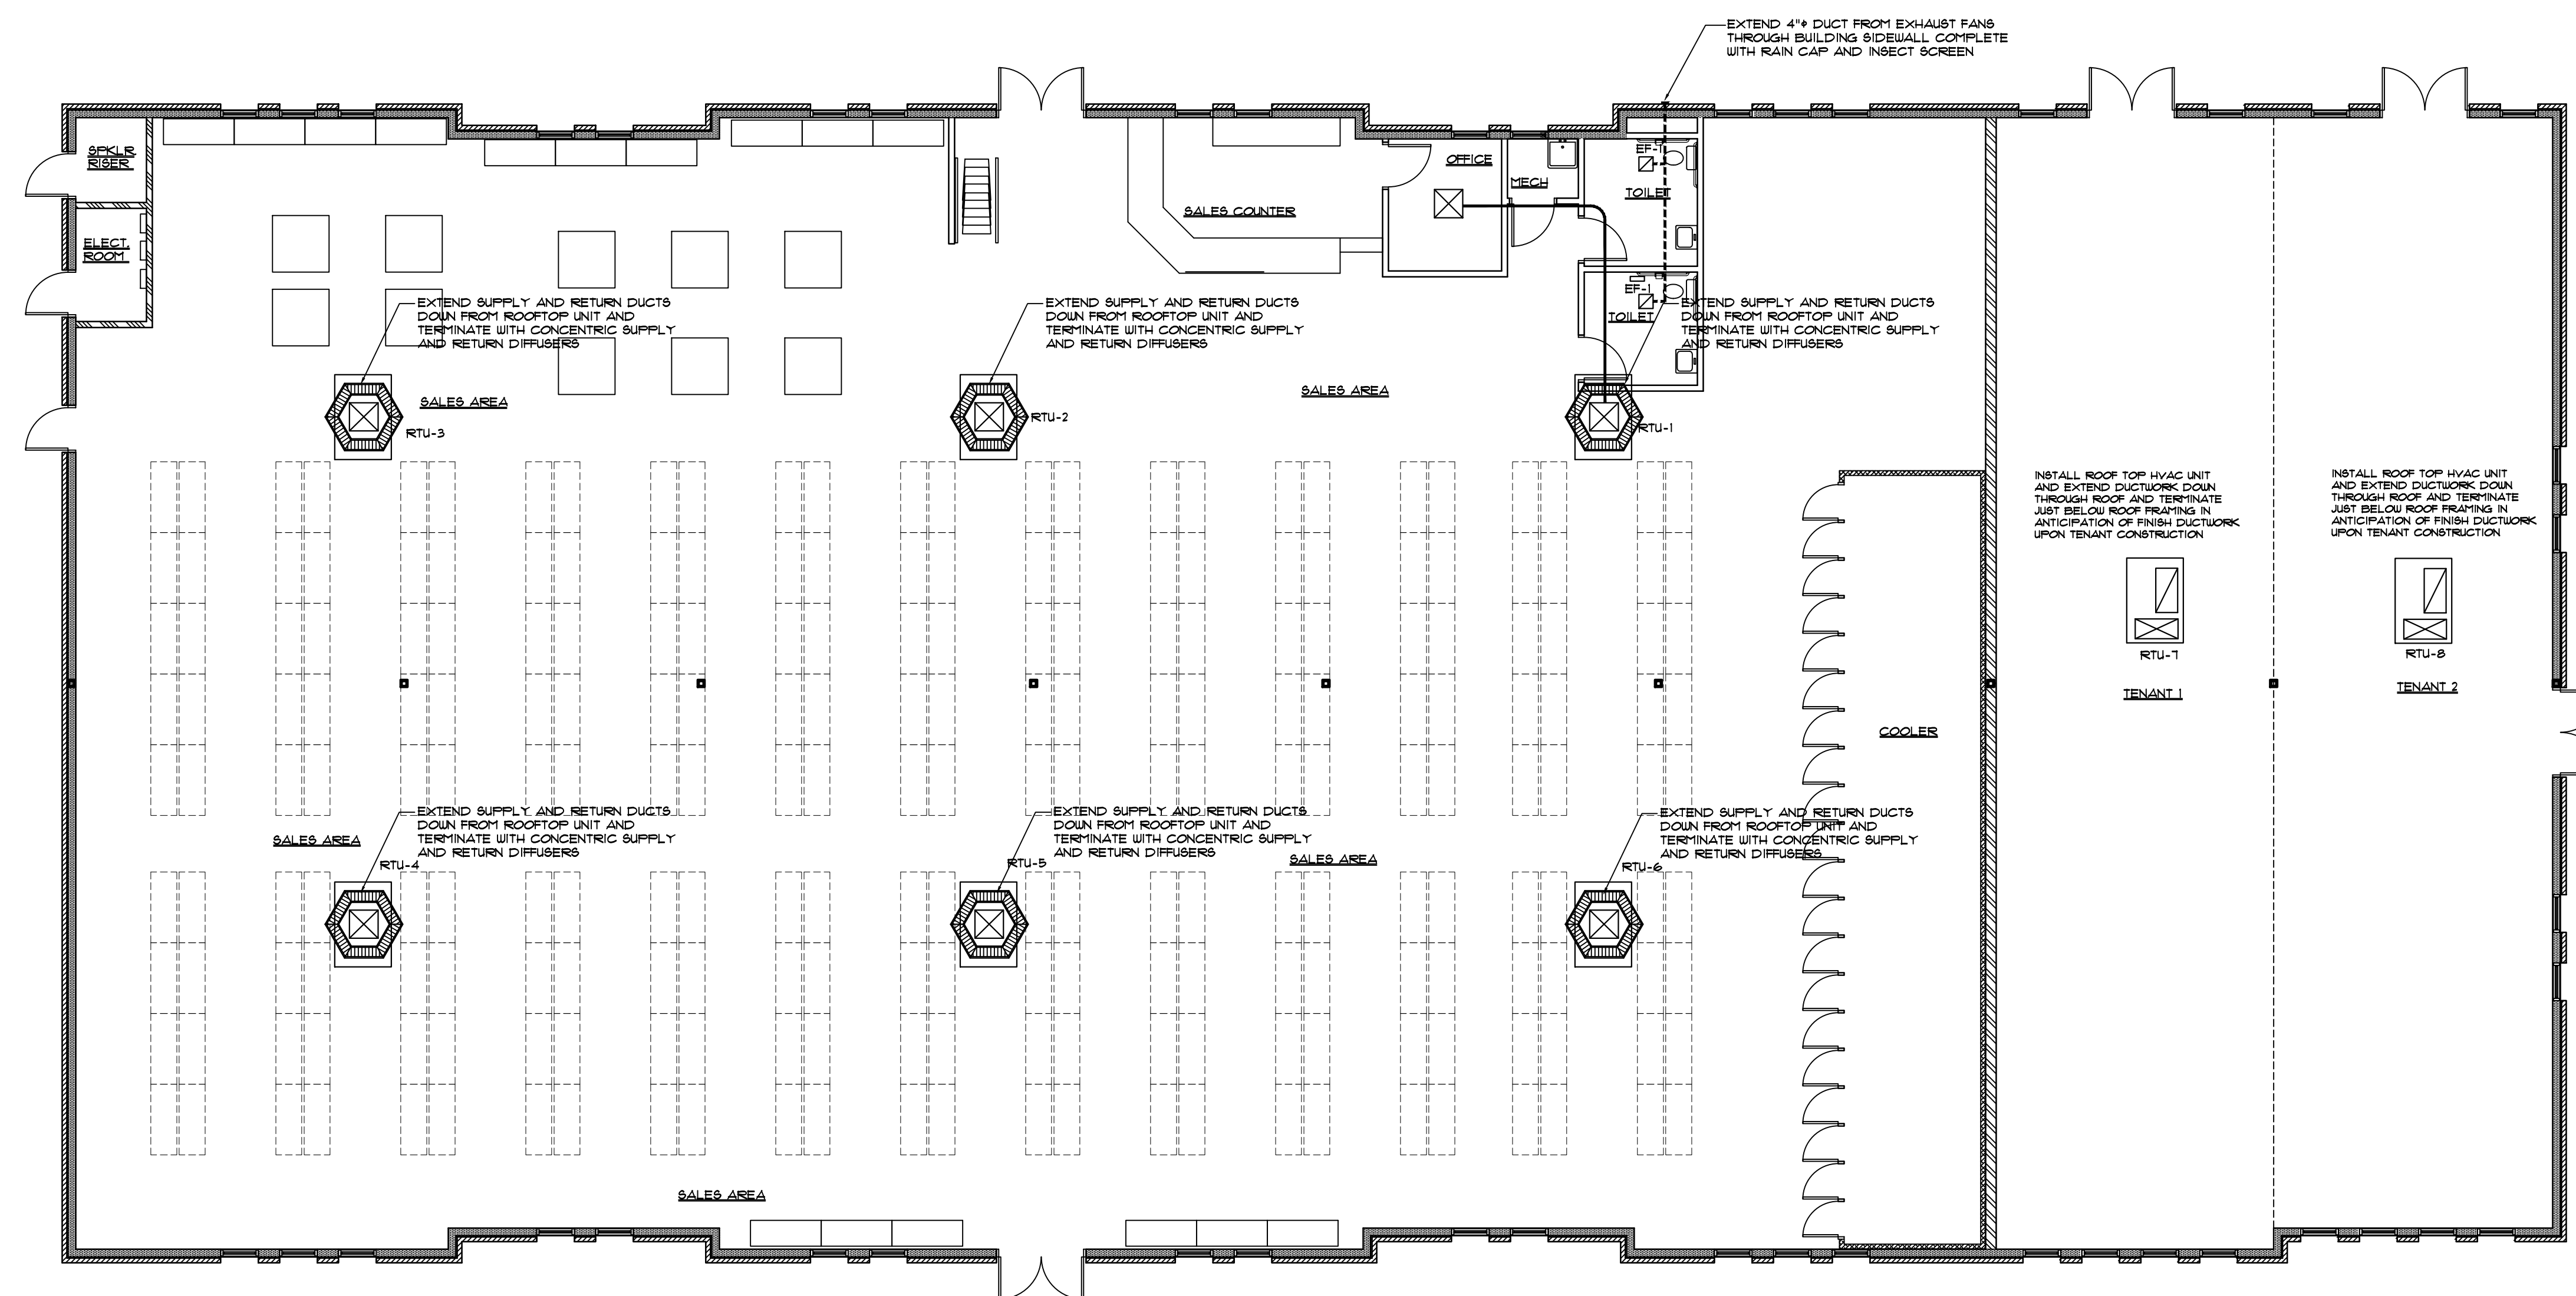 EXTEND 4"ϕ DUCT FROM EXHAUST FANS
THROUGH BUILDING SIDEWALL COMPLETE
WITH RAIN CAP AND INSECT SCREEN
SPKLR
RISER
ELECT.
ROOM
SALES COUNTER
OFFICE
MECH
EF-1
TOILET
EF-1
TOILET
EXTEND SUPPLY AND RETURN DUCTS
DOWN FROM ROOFTOP UNIT AND
TERMINATE WITH CONCENTRIC SUPPLY
AND RETURN DIFFUSERS
EXTEND SUPPLY AND RETURN DUCTS
DOWN FROM ROOFTOP UNIT AND
TERMINATE WITH CONCENTRIC SUPPLY
AND RETURN DIFFUSERS
EXTEND SUPPLY AND RETURN DUCTS
DOWN FROM ROOFTOP UNIT AND
TERMINATE WITH CONCENTRIC SUPPLY
AND RETURN DIFFUSERS
SALES AREA
SALES AREA
RTU-3
RTU-2
RTU-1
INSTALL ROOF TOP HVAC UNIT
AND EXTEND DUCTWORK DOWN
THROUGH ROOF AND TERMINATE
JUST BELOW ROOF FRAMING IN
ANTICIPATION OF FINISH DUCTWORK
UPON TENANT CONSTRUCTION
INSTALL ROOF TOP HVAC UNIT
AND EXTEND DUCTWORK DOWN
THROUGH ROOF AND TERMINATE
JUST BELOW ROOF FRAMING IN
ANTICIPATION OF FINISH DUCTWORK
UPON TENANT CONSTRUCTION
RTU-7
RTU-8
TENANT 1
TENANT 2
COOLER
EXTEND SUPPLY AND RETURN DUCTS
DOWN FROM ROOFTOP UNIT AND
TERMINATE WITH CONCENTRIC SUPPLY
AND RETURN DIFFUSERS
EXTEND SUPPLY AND RETURN DUCTS
DOWN FROM ROOFTOP UNIT AND
TERMINATE WITH CONCENTRIC SUPPLY
AND RETURN DIFFUSERS
EXTEND SUPPLY AND RETURN DUCTS
DOWN FROM ROOFTOP UNIT AND
TERMINATE WITH CONCENTRIC SUPPLY
AND RETURN DIFFUSERS
SALES AREA
SALES AREA
RTU-4
RTU-5
RTU-6
SALES AREA